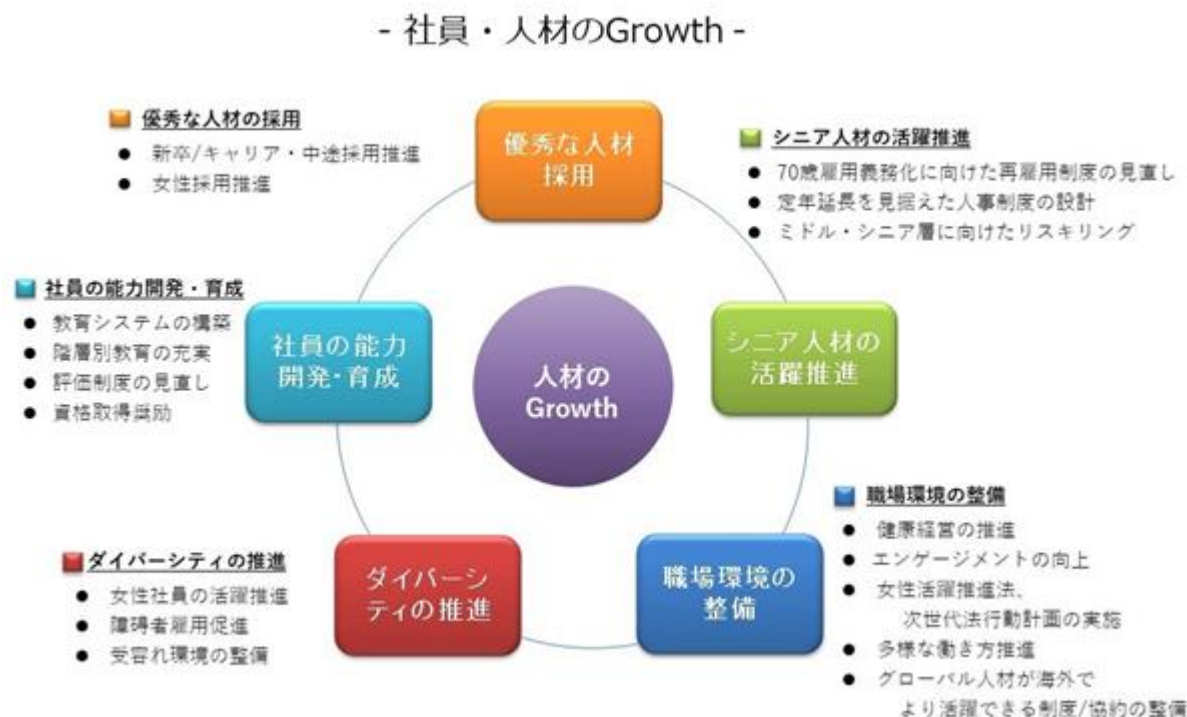 - 社員・人材のGrowth -
優秀な人材の採用
● 新卒/キャリア・中途採用推進
● 女性採用推進
優秀な人材
採用
シニア人材の活躍推進
● 70歳雇用義務化に向けた再雇用制度の見直し
● 定年延長を見据えた人事制度の設計
● ミドル・シニア層に向けたリスキリング
社員の能力開発・育成
● 教育システムの構築
● 階層別教育の充実
● 評価制度の見直し
● 資格取得奨励
社員の能力
開発・育成
人材の
Growth
シニア人材の
活躍推進
ダイバーシティの推進
● 女性社員の活躍推進
● 障碍者雇用促進
● 受容れ環境の整備
ダイバーシ
ティの推進
職場環境の
整備
職場環境の整備
● 健康経営の推進
● エンゲージメントの向上
● 女性活躍推進法、
次世代法行動計画の実施
● 多様な働き方推進
● グローバル人材が海外で
より活躍できる制度/協約の整備